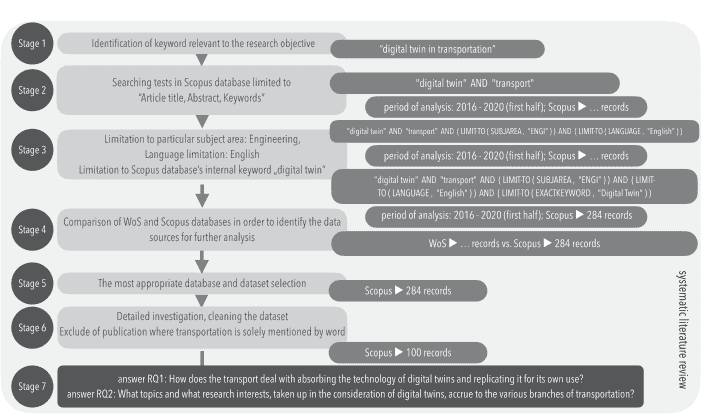 Stage 1
Identification of keyword relevant to the research objective
"digital twin in transportation"
Stage 2
Searching tests in Scopus database limited to
"Article title, Abstract, Keywords"
"digital twin" AND "transport"
period of analysis: 2016 - 2020 (first half); Scopus ▶ ... records
Stage 3
Limitation to particular subject area: Engineering,
Language limitation: English
Limitation to Scopus database's internal keyword „digital twin"
"digital twin" AND "transport" AND ( LIMIT-TO ( SUBJAREA , "ENGI" ) ) AND ( LIMIT-TO ( LANGUAGE , "English" ) )
period of analysis: 2016 - 2020 (first half); Scopus ▶ ... records
"digital twin" AND "transport" AND ( LIMIT-TO ( SUBJAREA , "ENGI" ) ) AND ( LIMIT-
TO ( LANGUAGE , "English" ) ) AND ( LIMIT-TO ( EXACTKEYWORD , "Digital Twin" ) )
period of analysis: 2016 - 2020 (first half); Scopus ▶ 284 records
Stage 4
Comparison of WoS and Scopus databases in order to identify the data
sources for further analysis
WoS ▶ ... records vs. Scopus ▶ 284 records
Stage 5
The most appropriate database and dataset selection
Scopus ▶ 284 records
Stage 6
Detailed investigation, cleaning the dataset
Exclude of publication where transportation is solely mentioned by word
Scopus ▶ 100 records
Stage 7
answer RQ1: How does the transport deal with absorbing the technology of digital twins and replicating it for its own use?
answer RQ2: What topics and what research interests, taken up in the consideration of digital twins, accrue to the various branches of transportation?
systematic literature review